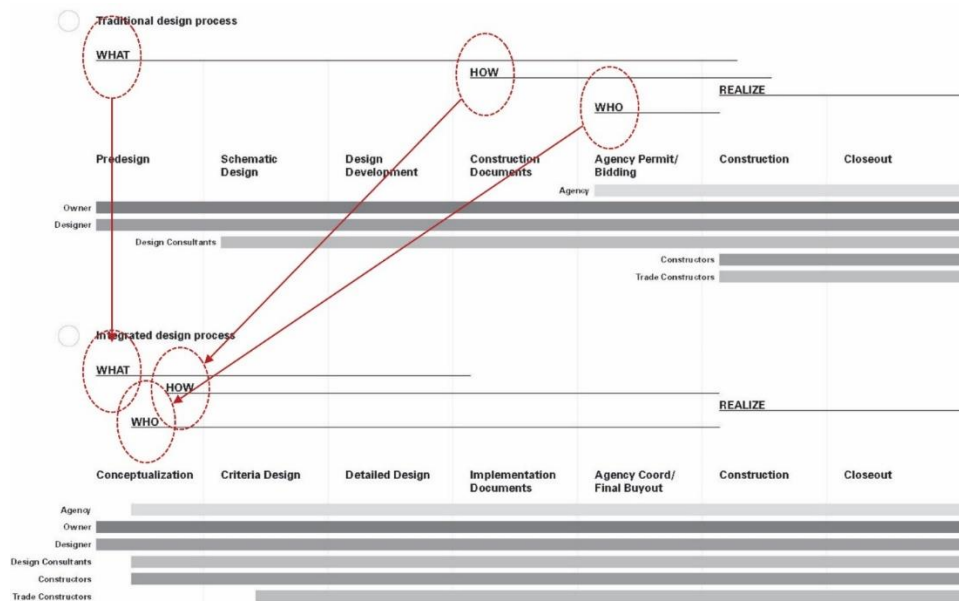 Traditional design process
WHAT
HOW
REALIZE
WHO
Predesign
Schematic
Design
Design
Development
Construction
Documents
Agency Permit/
Bidding
Construction
Closeout
Agency
Owner
Designer
Design Consultants
Constructors
Trade Constructors
Integrated design process
WHAT
HOW
REALIZE
WHO
Conceptualization
Criteria Design
Detailed Design
Implementation
Documents
Agency Coord/
Final Buyout
Construction
Closeout
Agency
Owner
Designer
Design Consultants
Constructors
Trade Constructors